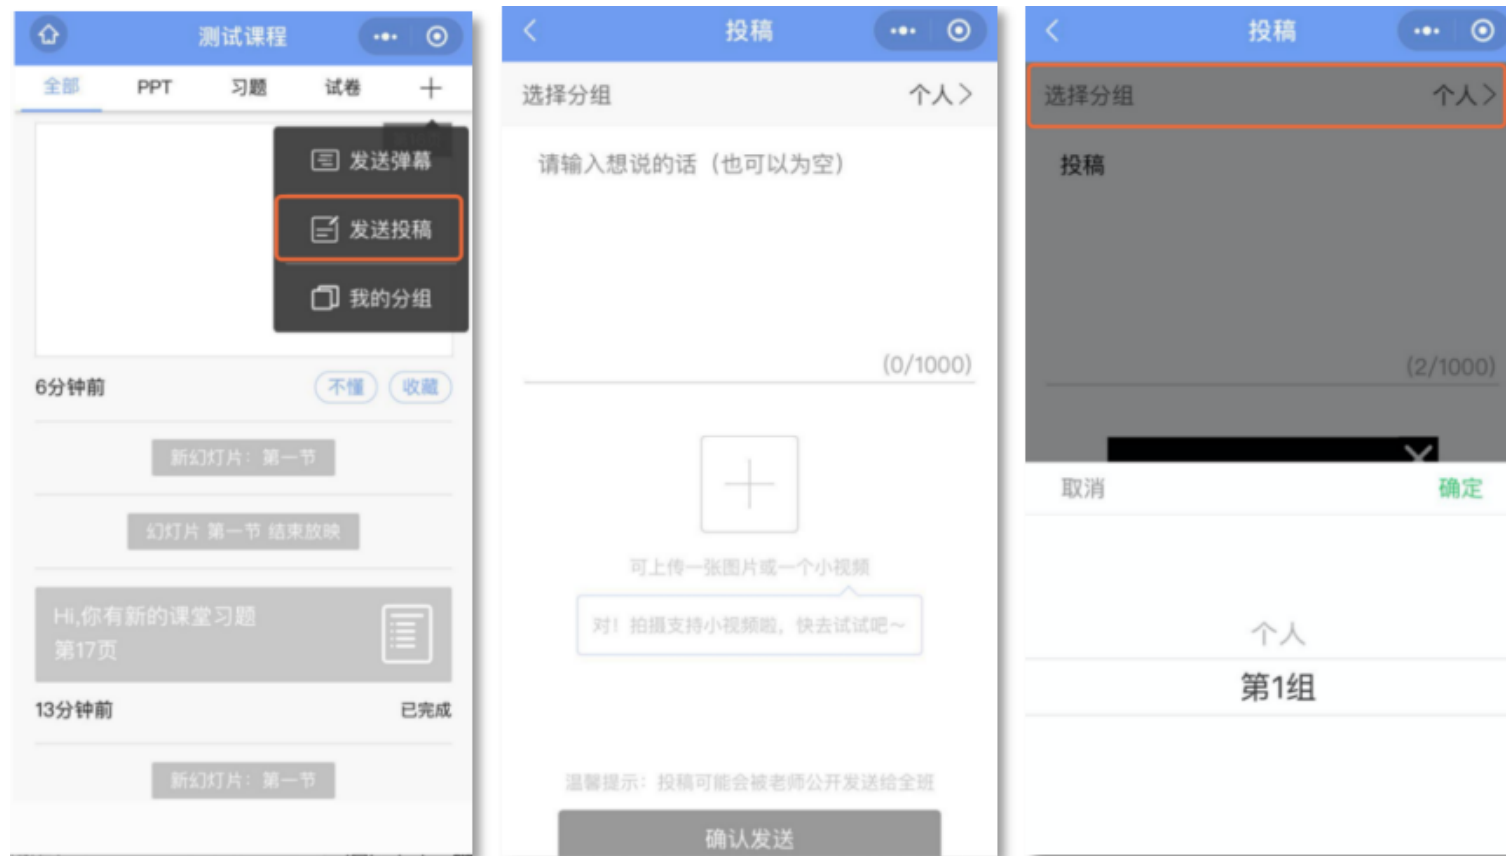 测试课程
全部 PPT 习题 试卷
发送弹幕
发送投稿
我的分组
6分钟前 不懂 收藏
新幻灯片：第一节
幻灯片 第一节 结束放映
Hi,你有新的课堂习题
第17页
13分钟前 已完成
新幻灯片：第一节
投稿
选择分组 个人
请输入想说的话（也可以为空）
(0/1000)
可上传一张图片或一个小视频
对！拍摄支持小视频啦，快去试试吧～
温馨提示：投稿可能会被老师公开发送给全班
确认发送
投稿
选择分组 个人
投稿
(2/1000)
取消 确定
个人
第1组